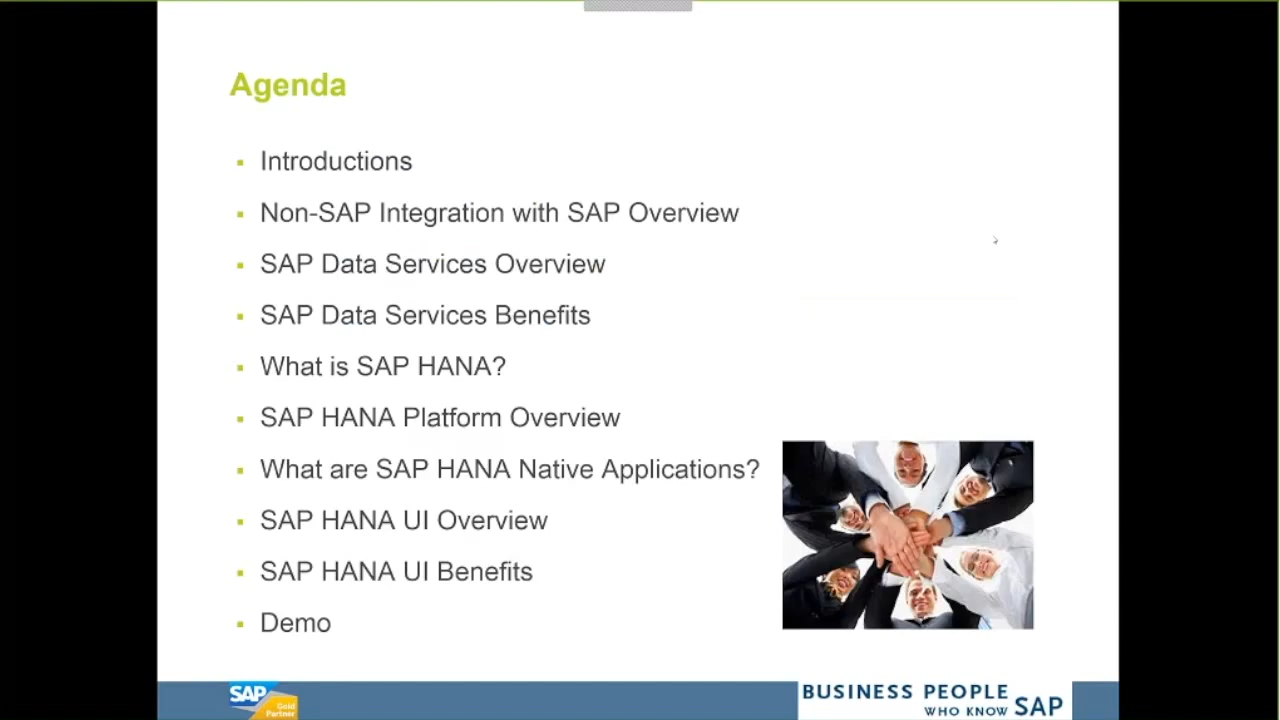 Agenda
Introductions
Non-SAP Integration with SAP Overview
SAP Data Services Overview
SAP Data Services Benefits
What is SAP HANA?
SAP HANA Platform Overview
What are SAP HANA Native Applications?
SAP HANA UI Overview
SAP HANA UI Benefits
Demo
SAP
Gold
Partner
BUSINESS PEOPLE
WHO KNOW SAP